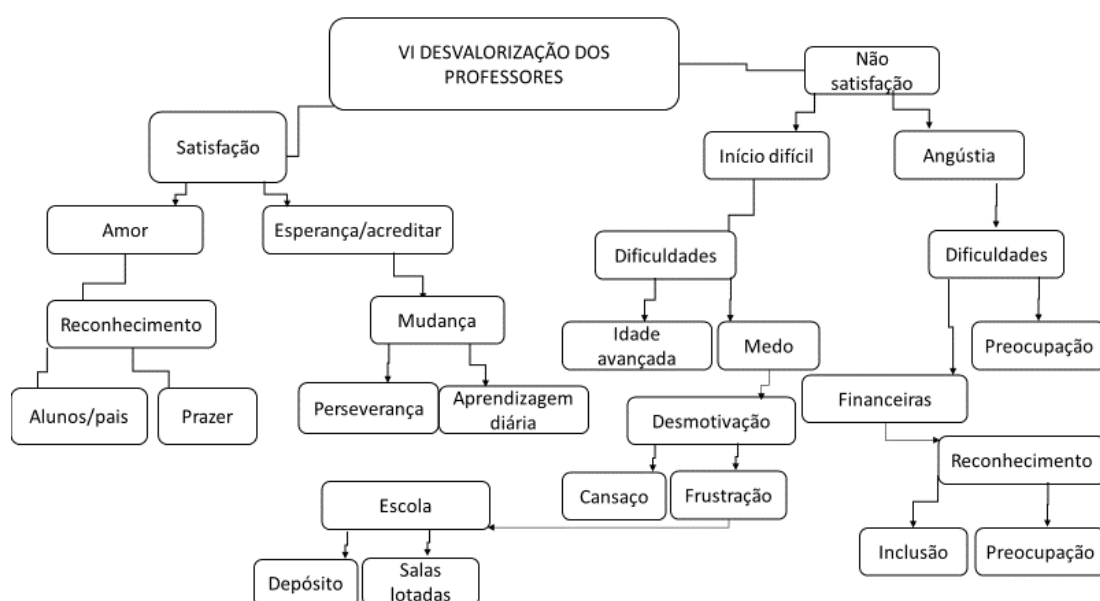 VI DESVALORIZAÇÃO DOS
PROFESSORES
Não
satisfação
Satisfação
Início difícil
Angústia
Amor
Esperança/acreditar
Dificuldades
Dificuldades
Reconhecimento
Mudança
Idade
avançada
Medo
Preocupação
Alunos/pais
Prazer
Perseverança
Aprendizagem
diária
Financeiras
Desmotivação
Reconhecimento
Escola
Cansaço
Frustração
Inclusão
Preocupação
Depósito
Salas
lotadas